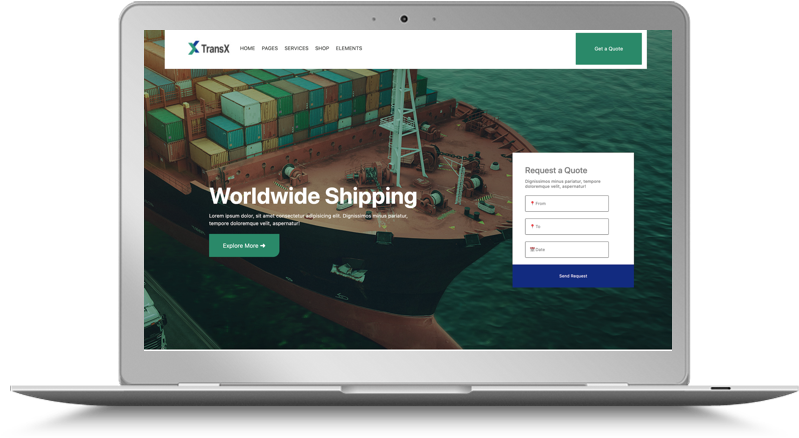 TransX
HOME PAGES SERVICES SHOP ELEMENTS
Get a Quote
Worldwide Shipping
Lorem ipsum dolor, sit amet consectetur adipisicing elit. Dignissimos minus pariatur,
tempore doloremque velit, aspernatur!
Explore More ➔
Request a Quote
Dignissimos minus pariatur, tempore
doloremque velit, aspernatur!
From
To
Date
Send Request